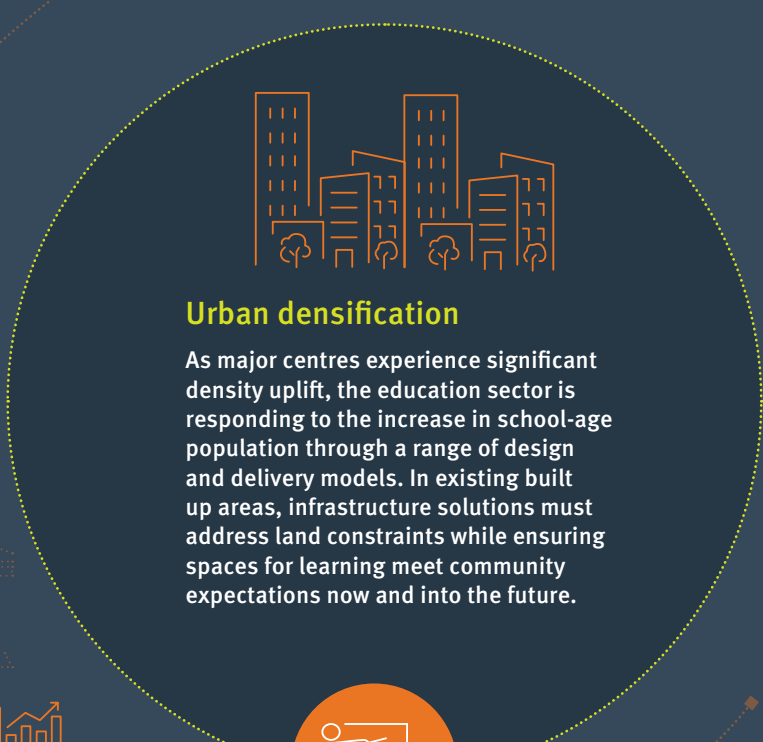 Urban densification
As major centres experience significant
density uplift, the education sector is
responding to the increase in school-age
population through a range of design
and delivery models. In existing built
up areas, infrastructure solutions must
address land constraints while ensuring
spaces for learning meet community
expectations now and into the future.